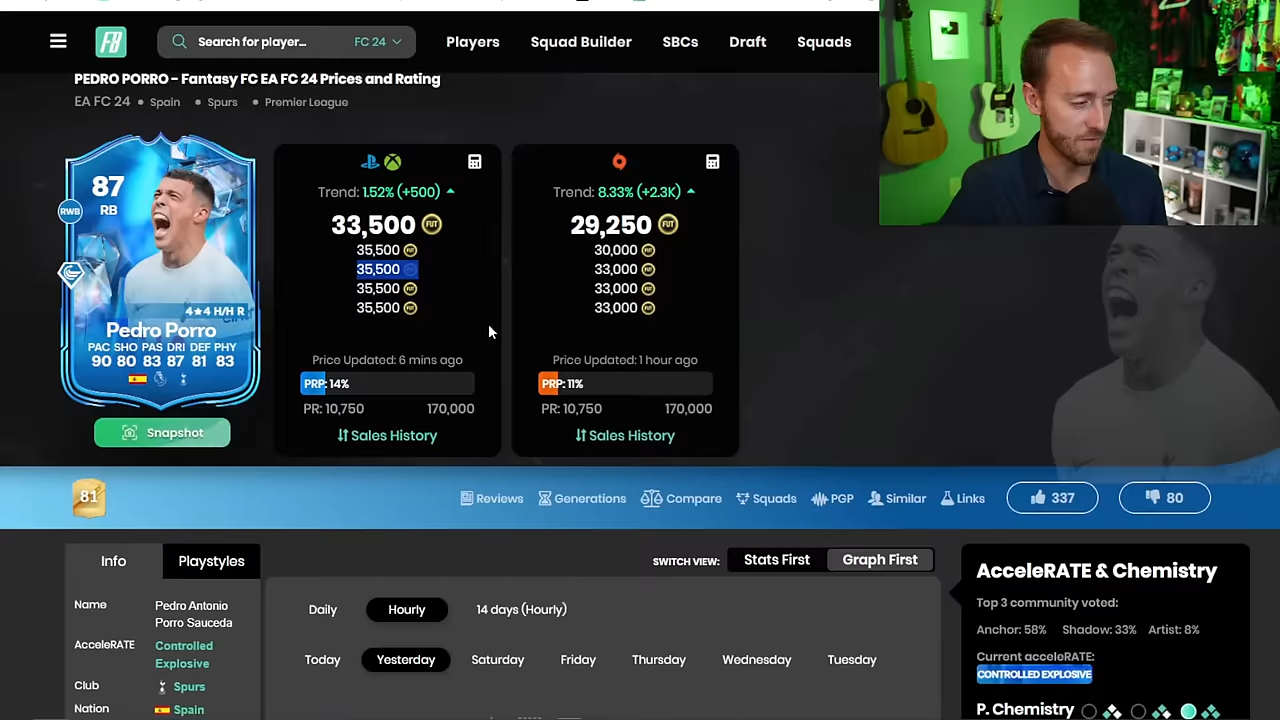 FB
Search for player...
FC 24
Players
Squad Builder
SBCs
Draft
Squads
PEDRO PORRO - Fantasy FC EA FC 24 Prices and Rating
EA FC 24 • Spain • Spurs • Premier League
87
RB
RWB
4★4 H/H R
Pedro Porro
PAC SHO PAS DRI DEF PHY
90 80 83 87 81 83
Snapshot
Trend: 1.52% (+500)
33,500 FUT
35,500
35,500
35,500
35,500
Price Updated: 6 mins ago
PRP: 14%
PR: 10,750
170,000
Sales History
Trend: 8.33% (+2.3K)
29,250 FUT
30,000
33,000
33,000
33,000
Price Updated: 1 hour ago
PRP: 11%
PR: 10,750
170,000
Sales History
81
Reviews
Generations
Compare
Squads
PGP
Similar
Links
337
80
Info
Playstyles
SWITCH VIEW:
Stats First
Graph First
Name
Pedro Antonio
Porro Sauceda
AcceleRATE
Controlled
Explosive
Club
Spurs
Nation
Spain
Daily
Hourly
14 days (Hourly)
Today
Yesterday
Saturday
Friday
Thursday
Wednesday
Tuesday
AcceleRATE & Chemistry
Top 3 community voted:
Anchor: 58%
Shadow: 33%
Artist: 8%
Current acceleRATE:
CONTROLLED EXPLOSIVE
P. Chemistry